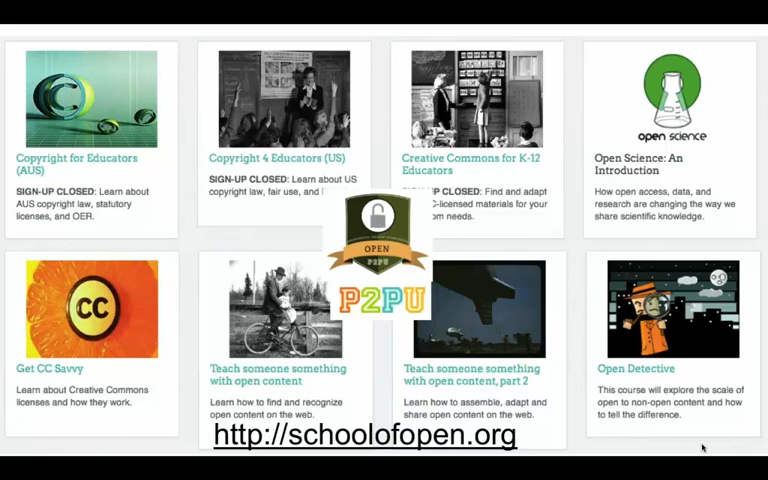 Copyright for Educators
(AUS)
SIGN-UP CLOSED: Learn about
AUS copyright law, statutory
licenses, and OER.
Copyright 4 Educators (US)
SIGN-UP CLOSED: Learn about US
copyright law, fair use, and
Creative Commons for K-12
Educators
SIGN-UP CLOSED: Find and adapt
C-licensed materials for your
om needs.
open science
Open Science: An
Introduction
How open access, data, and
research are changing the way we
share scientific knowledge.
OPEN
P2PU
P2PU
CC
Get CC Savvy
Learn about Creative Commons
licenses and how they work.
Teach someone something
with open content
Learn how to find and recognize
open content on the web.
Teach someone something
with open content, part 2
Learn how to assemble, adapt and
share open content on the web.
Open Detective
This course will explore the scale of
open to non-open content and how
to tell the difference.
http://schoolofopen.org